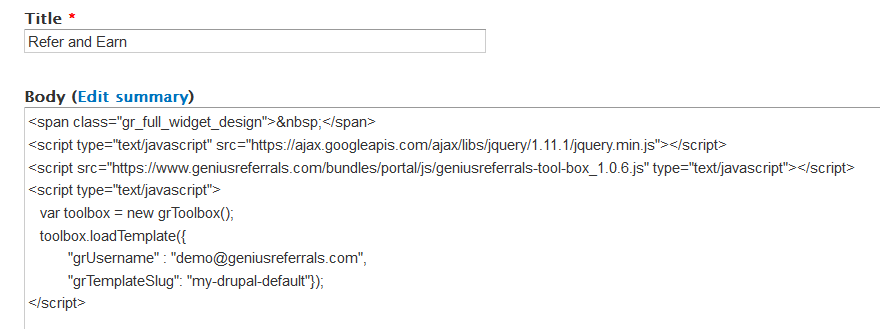 Title *
Refer and Earn
Body (Edit summary)
<span class="gr_full_widget_design">&nbsp;</span>
<script type="text/javascript" src="https://ajax.googleapis.com/ajax/libs/jquery/1.11.1/jquery.min.js"></script>
<script src="https://www.geniusreferrals.com/bundles/portal/js/geniusreferrals-tool-box_1.0.6.js" type="text/javascript"></script>
<script type="text/javascript">
var toolbox = new grToolbox();
toolbox.loadTemplate({
"grUsername" : "demo@geniusreferrals.com",
"grTemplateSlug": "my-drupal-default"});
</script>